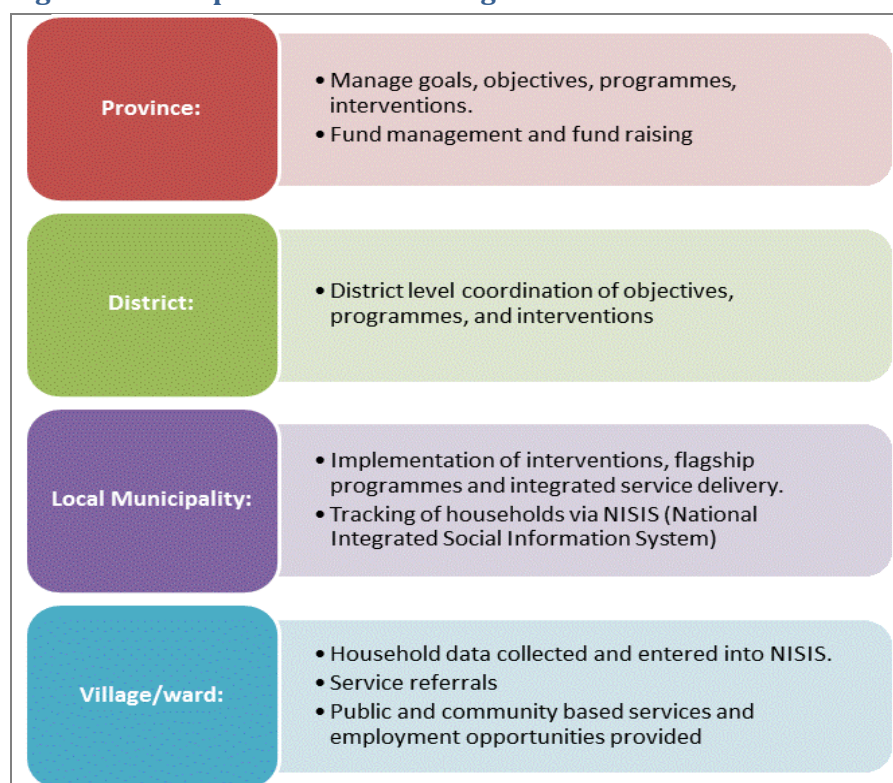 Province:
• Manage goals, objectives, programmes,
interventions.
• Fund management and fund raising
District:
• District level coordination of objectives,
programmes, and interventions
Local Municipality:
• Implementation of interventions, flagship
programmes and integrated service delivery.
• Tracking of households via NISIS (National
Integrated Social Information System)
Village/ward:
• Household data collected and entered into NISIS.
• Service referrals
• Public and community based services and
employment opportunities provided